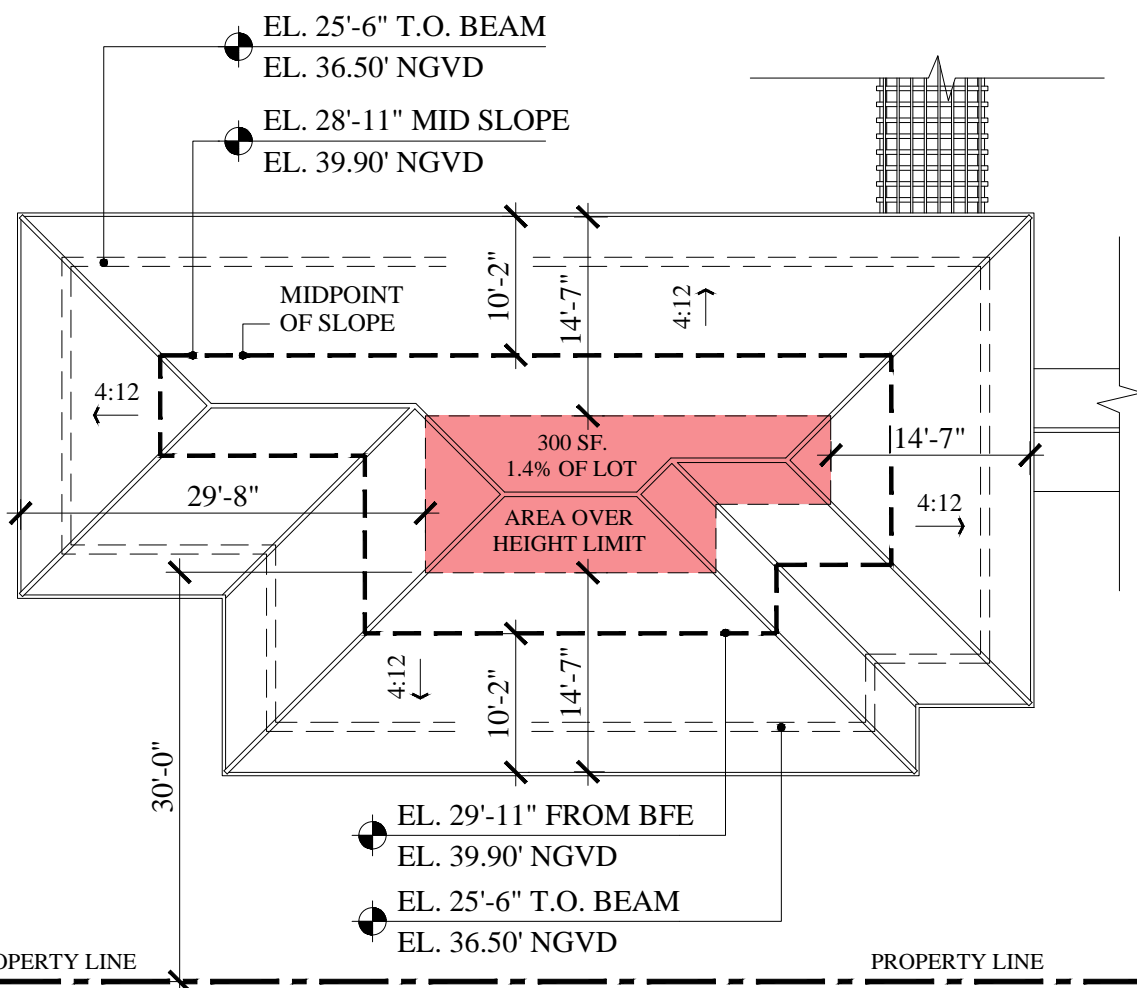 EL. 25'-6" T.O. BEAM
EL. 36.50' NGVD
EL. 28'-11" MID SLOPE
EL. 39.90' NGVD
MIDPOINT
OF SLOPE
10'-2"
14'-7"
4:12
4:12
300 SF.
1.4% OF LOT
14'-7"
29'-8"
AREA OVER
HEIGHT LIMIT
4:12
4:12
10'-2"
14'-7"
30'-0"
EL. 29'-11" FROM BFE
EL. 39.90' NGVD
EL. 25'-6" T.O. BEAM
EL. 36.50' NGVD
OPERTY LINE
PROPERTY LINE